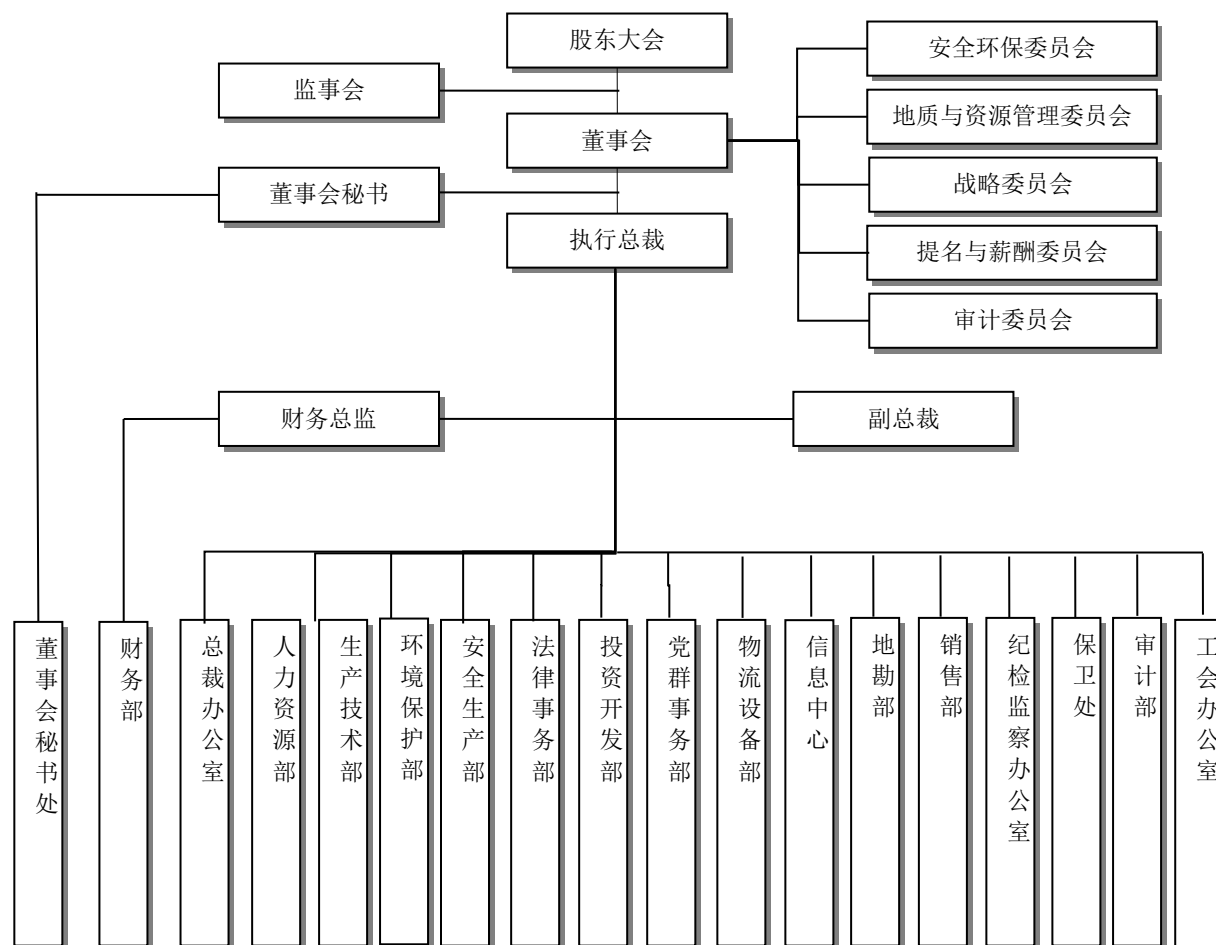 股东大会
监事会
董事会
董事会秘书
执行总裁
安全环保委员会
地质与资源管理委员会
战略委员会
提名与薪酬委员会
审计委员会
财务总监
副总裁
董事会秘书处
财务部
总裁办公室
人力资源部
生产技术部
环境保护部
安全生产部
法律事务部
投资开发部
党群事务部
物流设备部
信息中心
地勘部
销售部
纪检监察办公室
保卫处
审计部
工会办公室